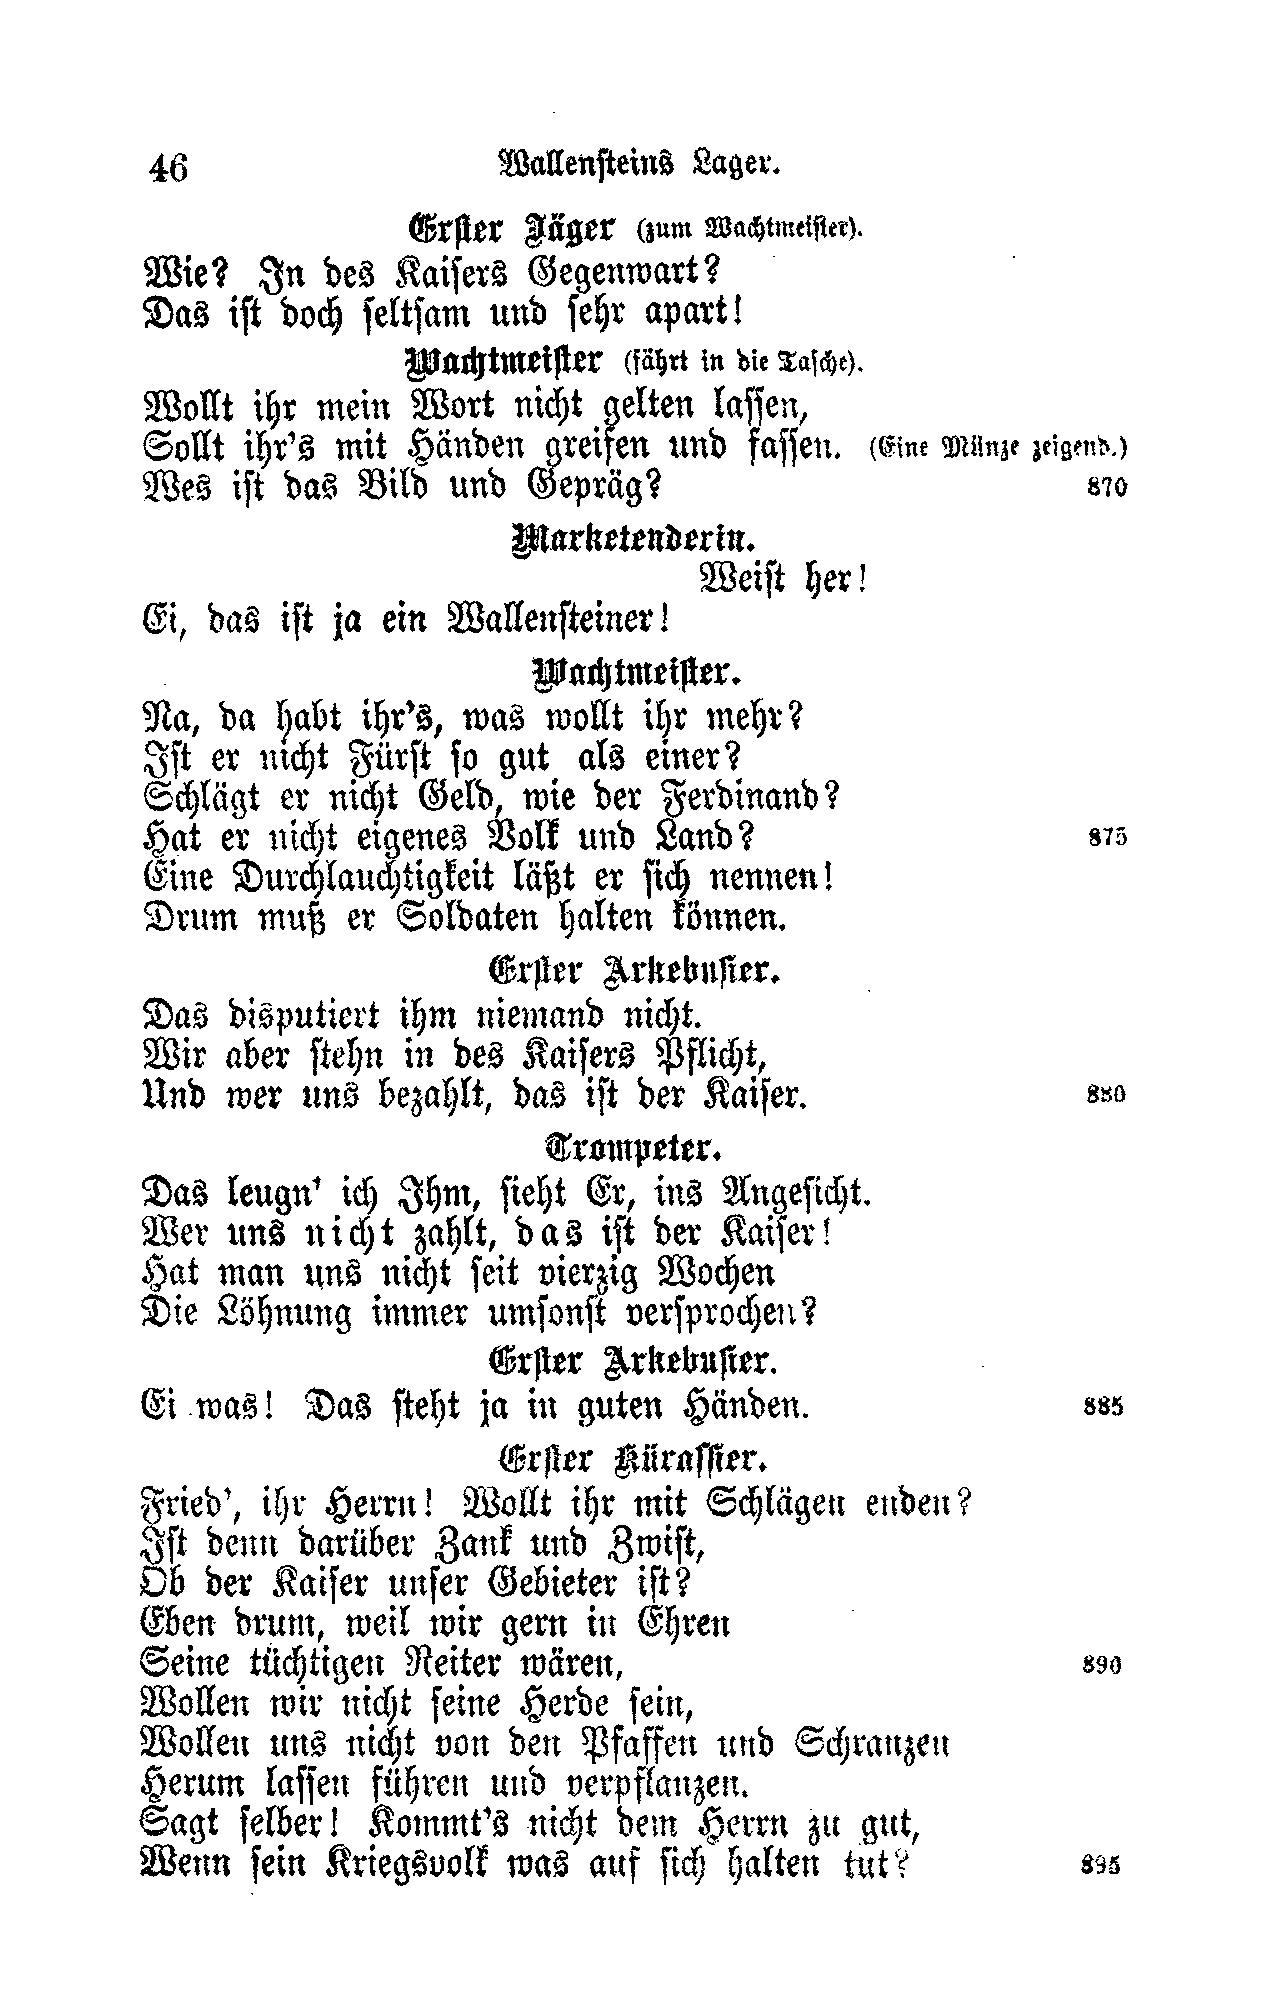 46 Wallensteins Lager.
Erster Jäger (zum Wachtmeister).
Wie? In des Kaisers Gegenwart?
Das ist doch seltsam und sehr apart!
Wachtmeister (fährt in die Tasche).
Wollt ihr mein Wort nicht gelten lassen,
Sollt ihr's mit Händen greifen und fassen. (Eine Münze zeigend.)
Wes ist das Bild und Gepräg? 870
Marketenderin.
Weist her!
Ei, das ist ja ein Wallensteiner!
Wachtmeister.
Na, da habt ihr's, was wollt ihr mehr?
Ist er nicht Fürst so gut als einer?
Schlägt er nicht Geld, wie der Ferdinand?
Hat er nicht eigenes Volk und Land? 875
Eine Durchlauchtigkeit läßt er sich nennen!
Drum muß er Soldaten halten können.
Erster Arkebusier.
Das disputiert ihm niemand nicht.
Wir aber stehn in des Kaisers Pflicht,
Und wer uns bezahlt, das ist der Kaiser. 880
Trompeter.
Das leugn' ich Ihm, sieht Er, ins Angesicht.
Wer uns nicht zahlt, das ist der Kaiser!
Hat man uns nicht seit vierzig Wochen
Die Löhnung immer umsonst versprochen?
Erster Arkebusier.
Ei was! Das steht ja in guten Händen. 885
Erster Kürassier.
Fried', ihr Herrn! Wollt ihr mit Schlägen enden?
Ist denn darüber Zank und Zwist,
Ob der Kaiser unser Gebieter ist?
Eben drum, weil wir gern in Ehren
Seine tüchtigen Reiter wären, 890
Wollen wir nicht seine Herde sein,
Wollen uns nicht von den Pfaffen und Schranzen
Herum lassen führen und verpflanzen.
Sagt selber! Kommt's nicht dem Herrn zu gut,
Wenn sein Kriegsvolk was auf sich halten tut? 895